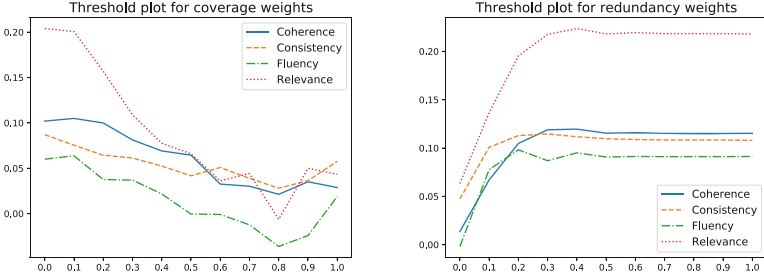 Threshold plot for coverage weights
0.20
0.15
0.10
0.05
0.00
Coherence
Consistency
Fluency
Relevance
0.0 0.1 0.2 0.3 0.4 0.5 0.6 0.7 0.8 0.9 1.0
Threshold plot for redundancy weights
0.20
0.15
0.10
0.05
0.00
Coherence
Consistency
Fluency
Relevance
0.0 0.1 0.2 0.3 0.4 0.5 0.6 0.7 0.8 0.9 1.0